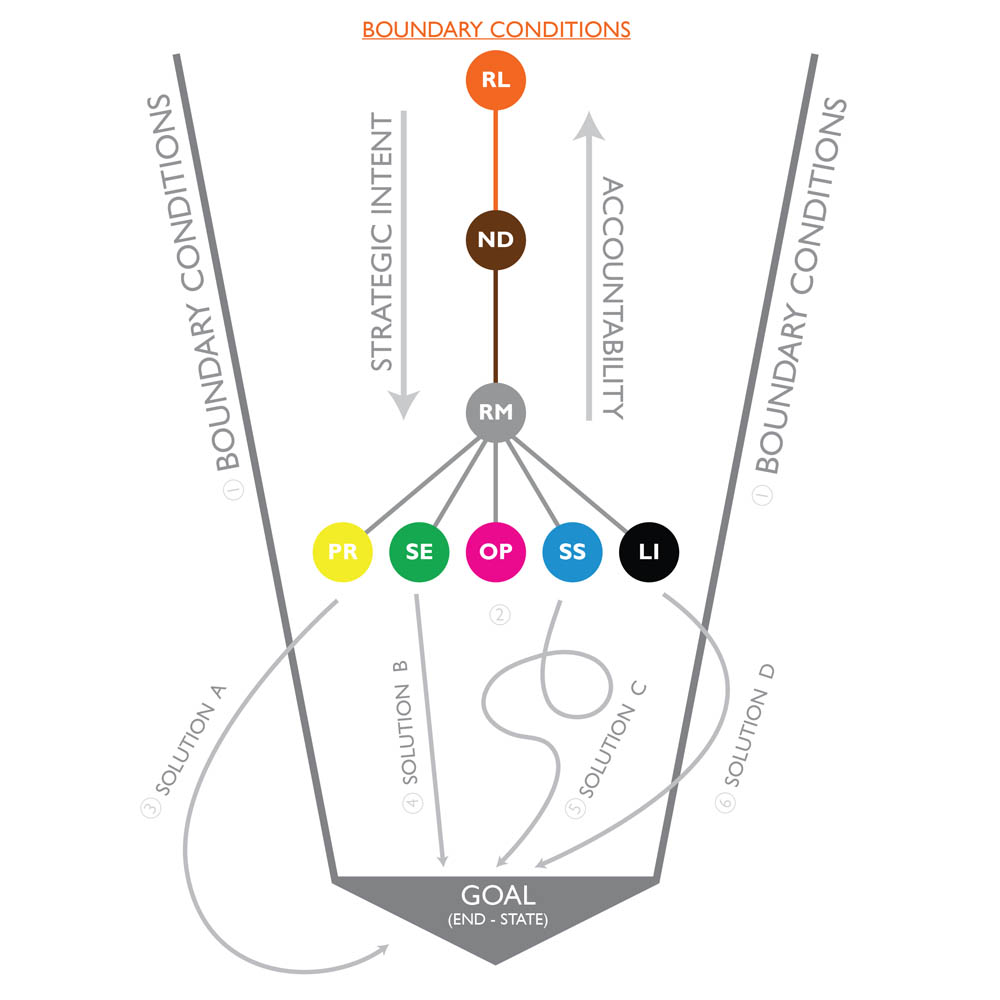 BOUNDARY CONDITIONS
RL
BOUNDARY CONDITIONS
①
STRATEGIC INTENT
ACCOUNTABILITY
BOUNDARY CONDITIONS
①
ND
RM
PR
SE
OP
SS
LI
②
③ SOLUTION A
④ SOLUTION B
⑤ SOLUTION C
⑥ SOLUTION D
GOAL
(END - STATE)